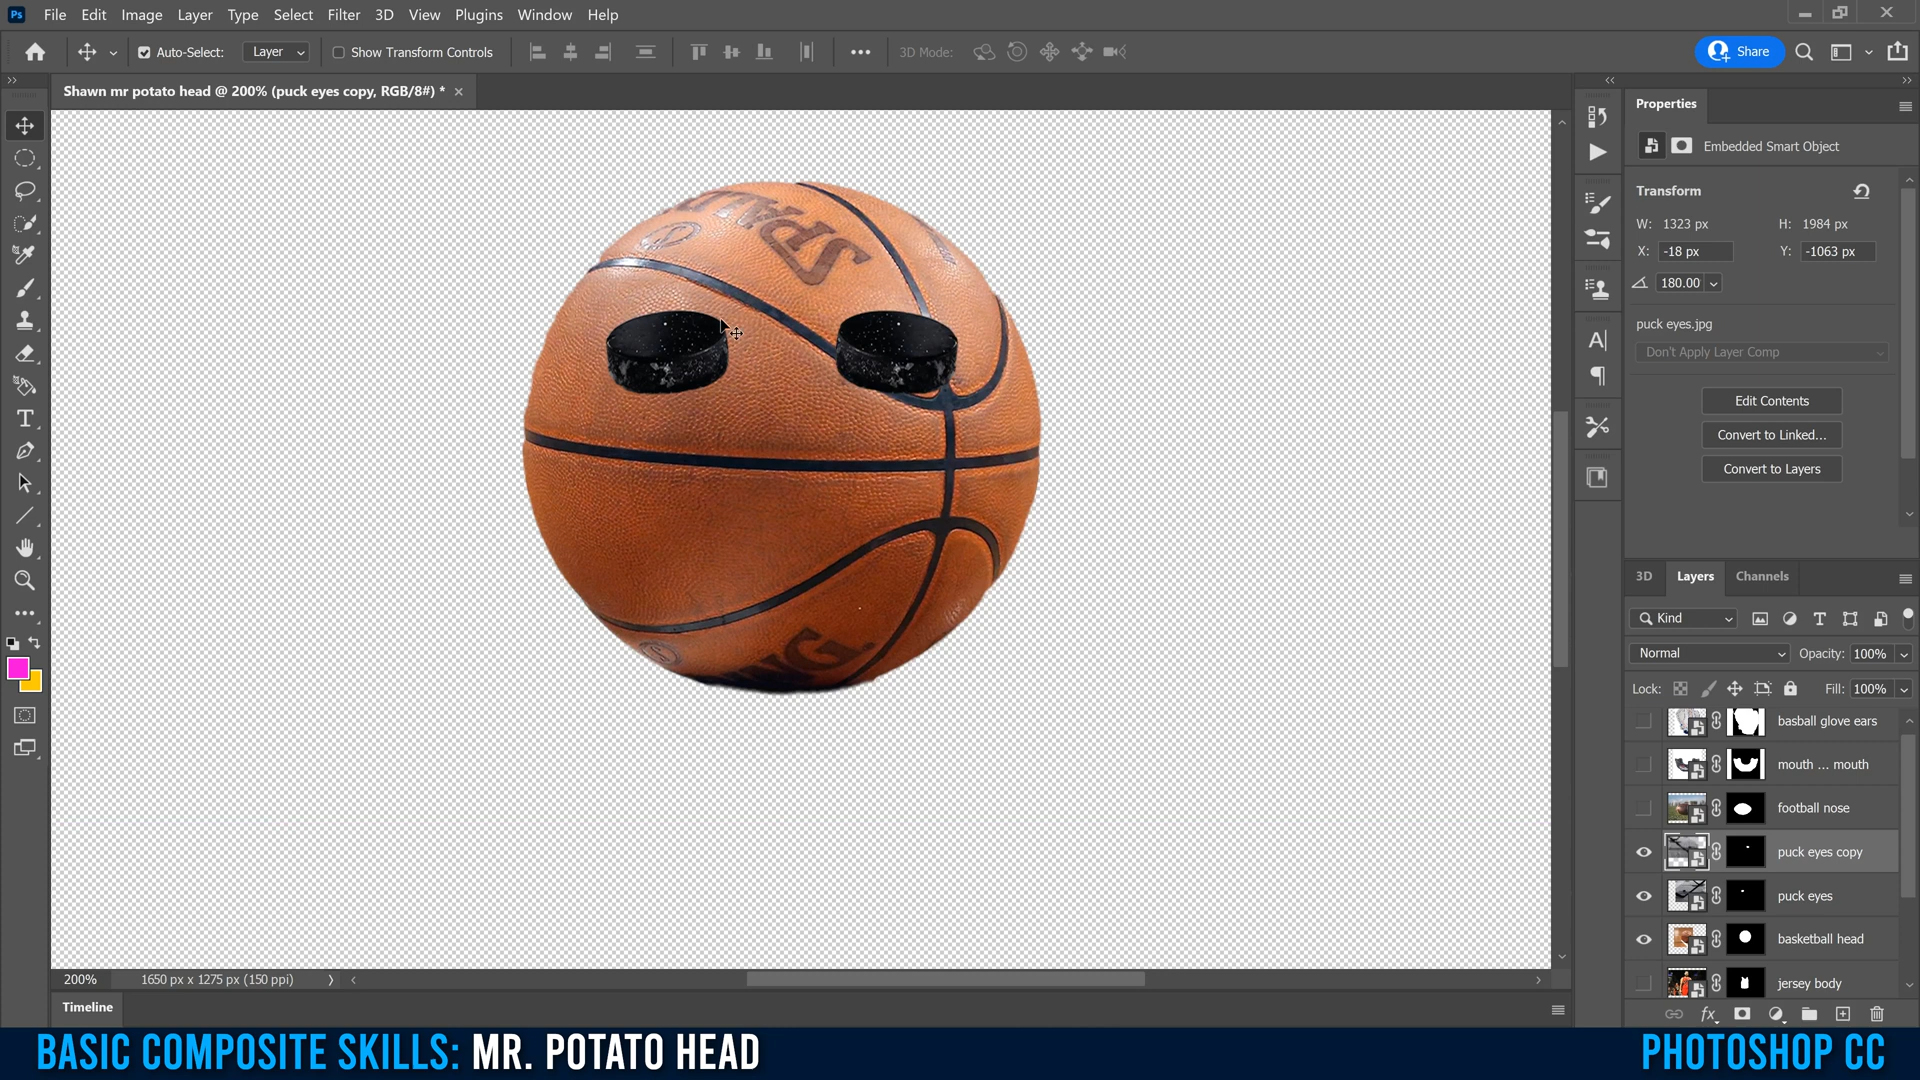 Ps File Edit Image Layer Type Select Filter 3D View Plugins Window Help
Auto-Select: Layer Show Transform Controls 3D Mode: Share
Shawn mr potato head @ 200% (puck eyes copy, RGB/8#) *
Properties
Embedded Smart Object
Transform
W: 1323 px H: 1984 px
X: -18 px Y: -1063 px
180.00
puck eyes.jpg
Don't Apply Layer Comp
Edit Contents
Convert to Linked...
Convert to Layers
SPALD
NG.
3D Layers Channels
Kind
Normal Opacity: 100%
Lock: Fill: 100%
basball glove ears
mouth ... mouth
football nose
puck eyes copy
puck eyes
basketball head
jersey body
200% 1650 px x 1275 px (150 ppi)
Timeline
BASIC COMPOSITE SKILLS: MR. POTATO HEAD
PHOTOSHOP CC